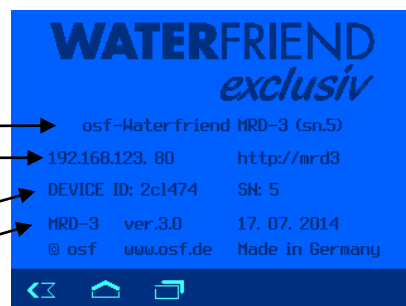 WATERFRIEND
exclusiv
osf-Waterfriend MRD-3 (sn.5)
192.168.123. 80 http://mrd3
DEVICE ID: 2cl474 SN: 5
MRD-3 ver.3.0 17. 07. 2014
© osf www.osf.de Made in Germany